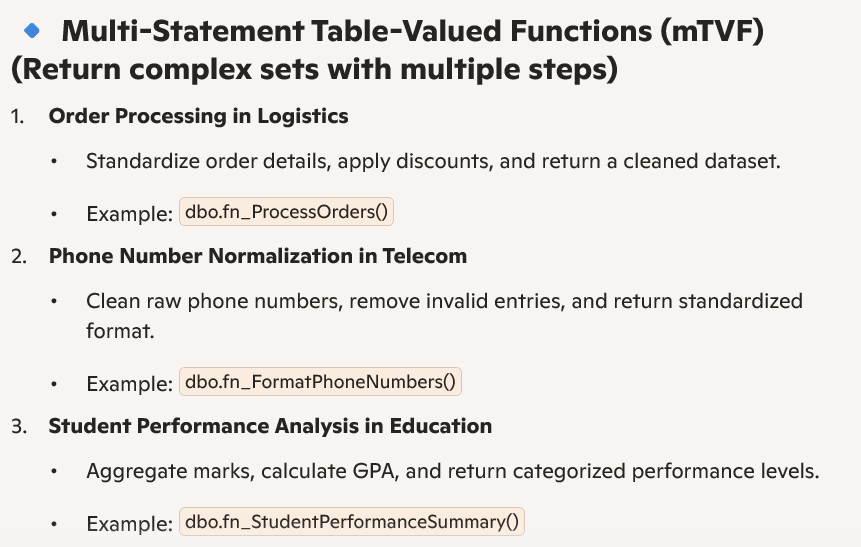 Multi-Statement Table-Valued Functions (mTVF)
(Return complex sets with multiple steps)
1. Order Processing in Logistics
• Standardize order details, apply discounts, and return a cleaned dataset.
• Example: dbo.fn_ProcessOrders()
2. Phone Number Normalization in Telecom
• Clean raw phone numbers, remove invalid entries, and return standardized
format.
• Example: dbo.fn_FormatPhoneNumbers()
3. Student Performance Analysis in Education
• Aggregate marks, calculate GPA, and return categorized performance levels.
• Example: dbo.fn_StudentPerformanceSummary()